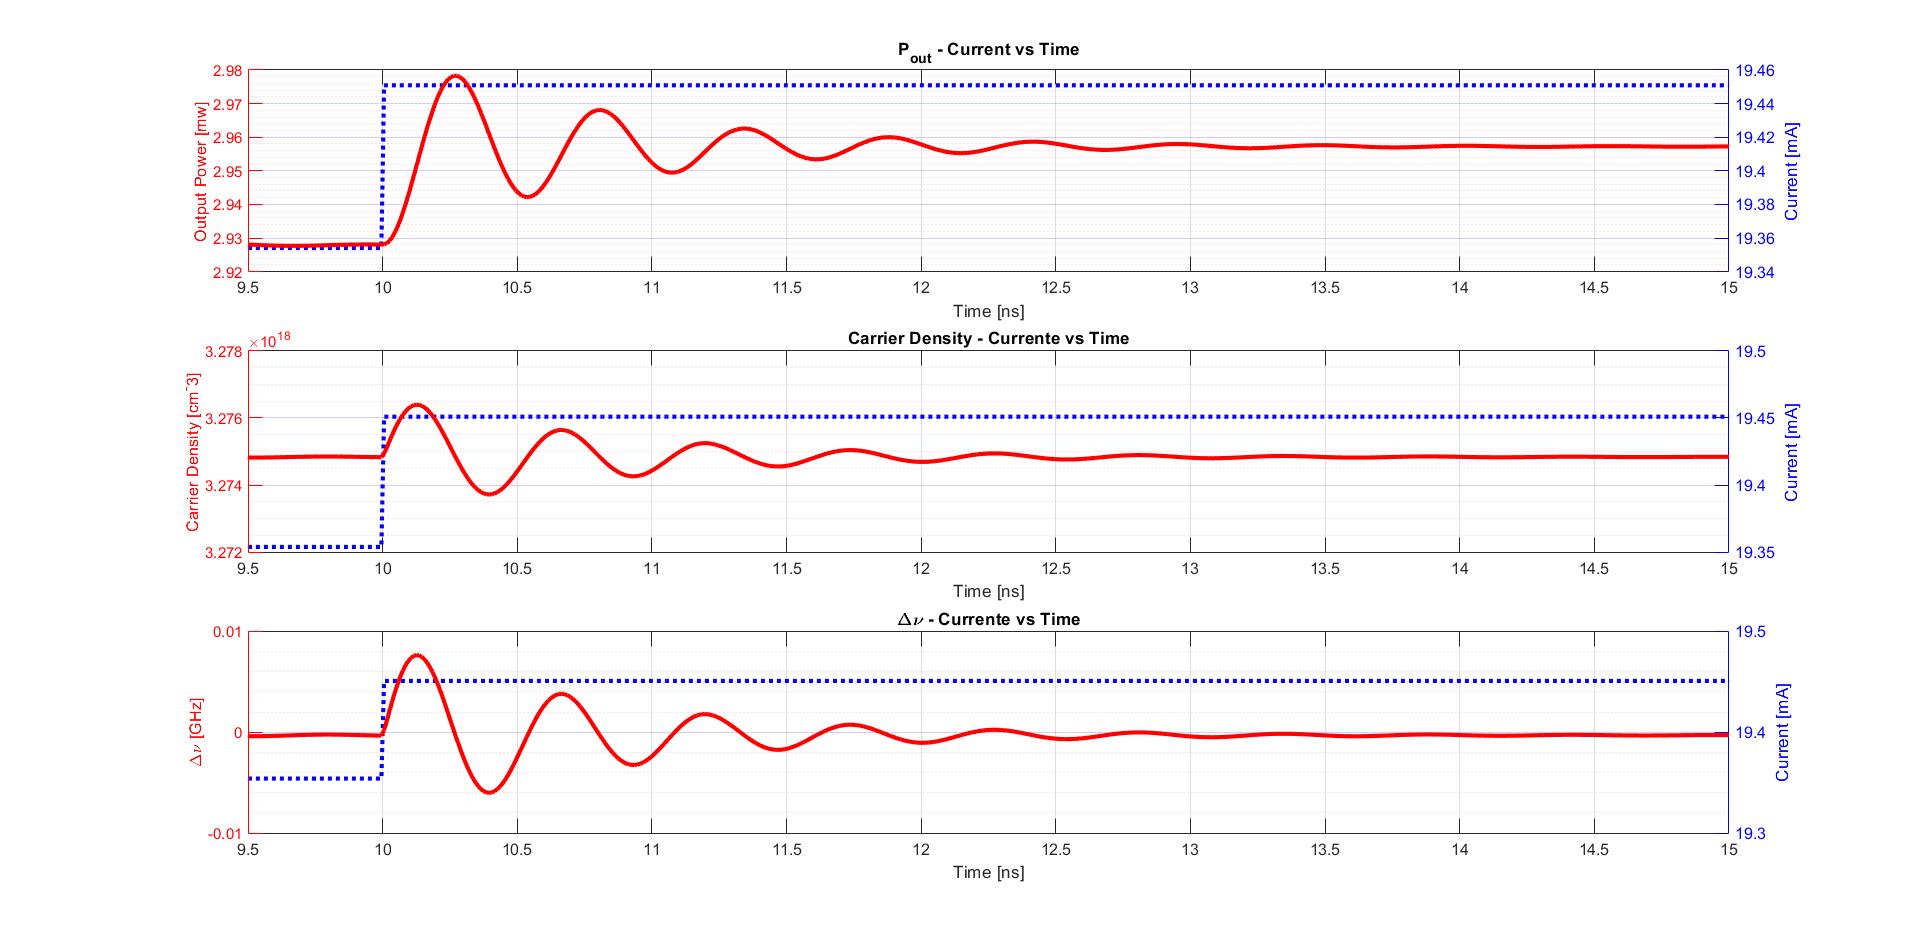 P_out - Current vs Time
Output Power [mw]
2.98
2.97
2.96
2.95
2.94
2.93
2.92
19.46
19.44
19.42
19.4
19.38
19.36
19.34
Current [mA]
9.5 10 10.5 11 11.5 12 12.5 13 13.5 14 14.5 15
Time [ns]
Carrier Density - Currente vs Time
×10^18
Carrier Density [cm^-3]
3.278
3.276
3.274
3.272
19.5
19.45
19.4
19.35
Current [mA]
9.5 10 10.5 11 11.5 12 12.5 13 13.5 14 14.5 15
Time [ns]
Δν - Currente vs Time
Δν [GHz]
0.01
0
-0.01
19.5
19.4
19.3
Current [mA]
9.5 10 10.5 11 11.5 12 12.5 13 13.5 14 14.5 15
Time [ns]